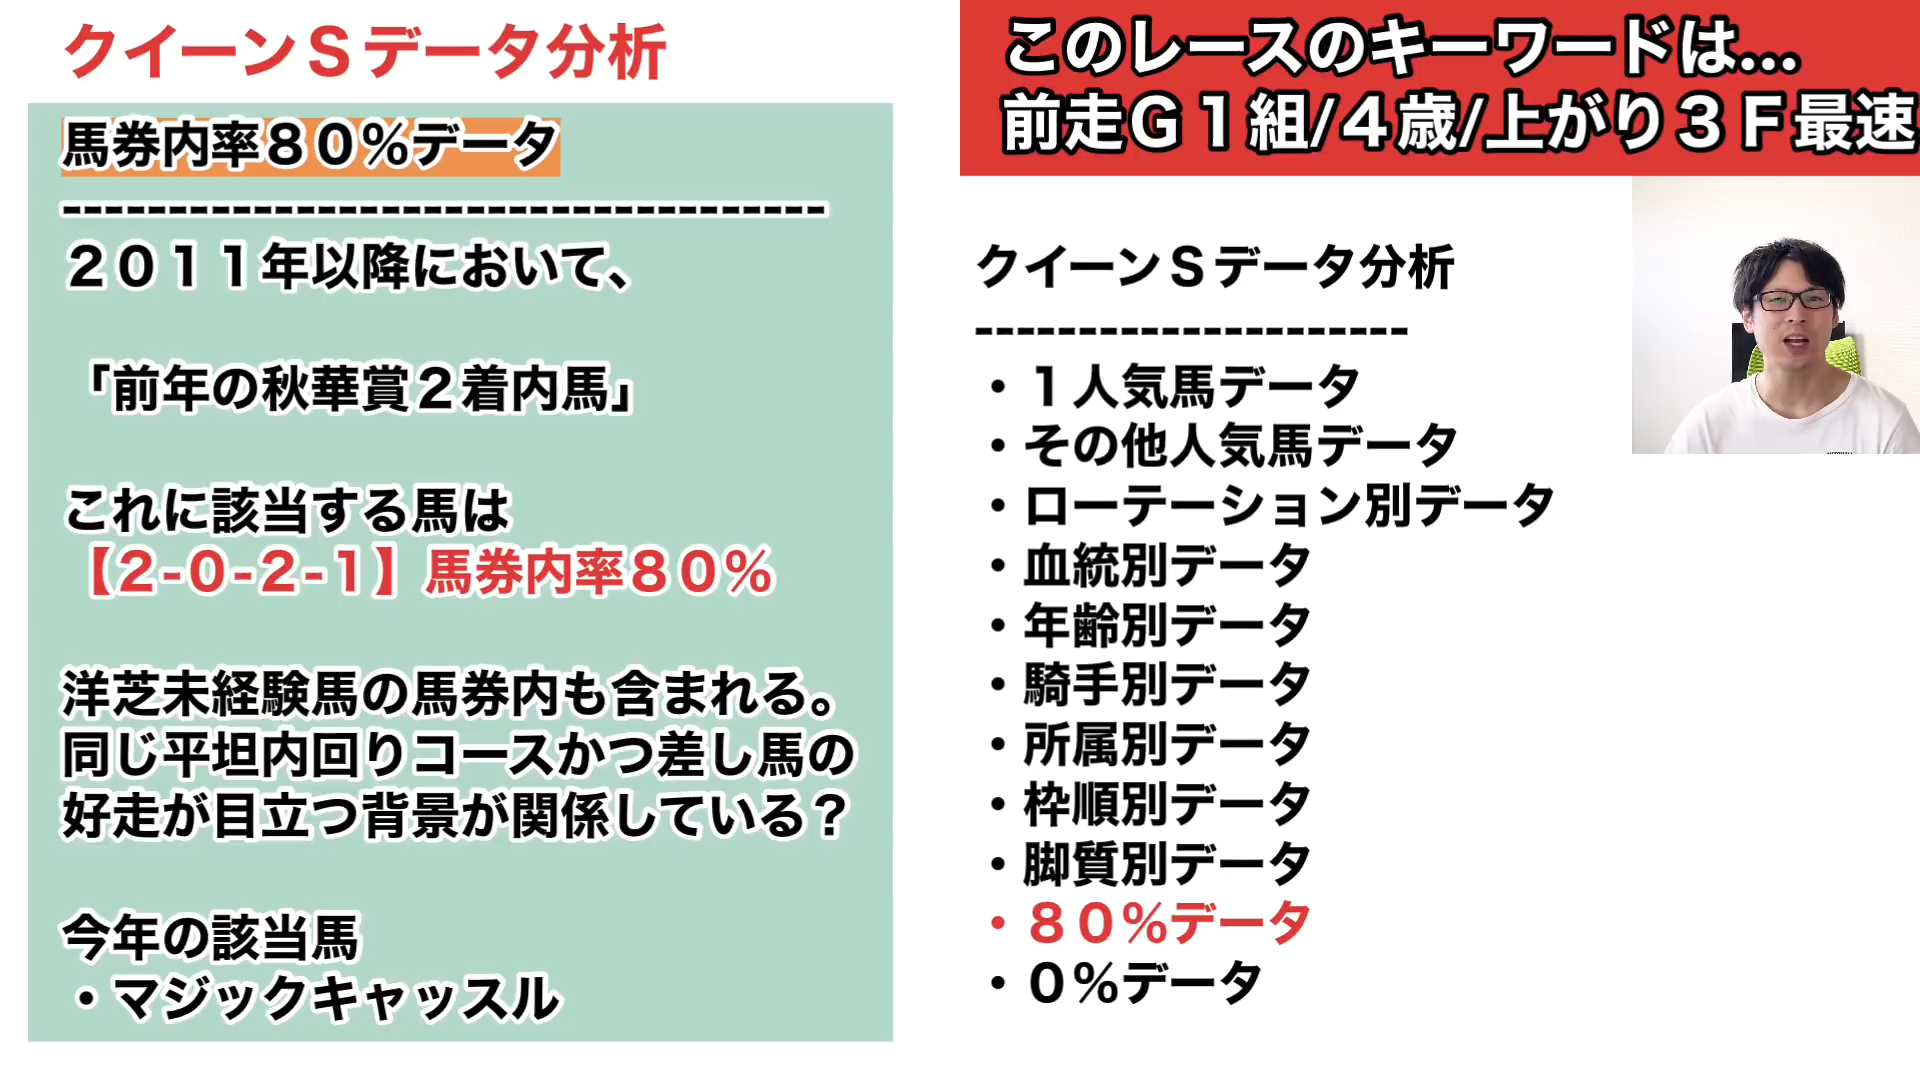 クイーンＳデータ分析
馬券内率８０％データ
-------------------------------------
２０１１年以降において、
「前年の秋華賞２着内馬」
これに該当する馬は
【２-０-２-１】馬券内率８０％
洋芝未経験馬の馬券内も含まれる。
同じ平坦内回りコースかつ差し馬の
好走が目立つ背景が関係している？
今年の該当馬
・マジックキャッスル
このレースのキーワードは...
前走Ｇ１組/４歳/上がり３Ｆ最速
クイーンＳデータ分析
---------------------
・１人気馬データ
・その他人気馬データ
・ローテーション別データ
・血統別データ
・年齢別データ
・騎手別データ
・所属別データ
・枠順別データ
・脚質別データ
・８０％データ
・０％データ